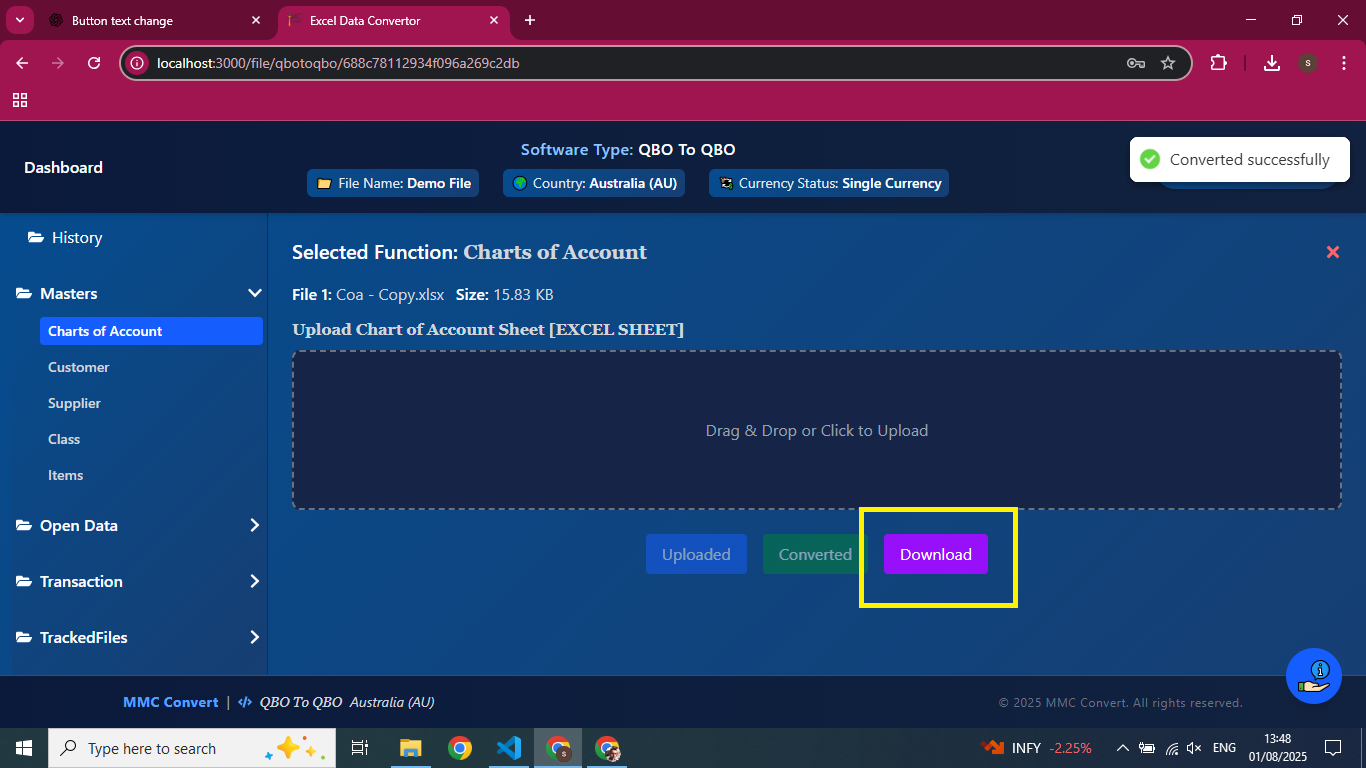 Button text change
Excel Data Convertor
localhost:3000/file/qbotoqbo/688c78112934f096a269c2db
s
Dashboard
Software Type: QBO To QBO
File Name: Demo File
Country: Australia (AU)
Currency Status: Single Currency
Converted successfully
History
Masters
Charts of Account
Customer
Supplier
Class
Items
Open Data
Transaction
TrackedFiles
Selected Function: Charts of Account
File 1: Coa - Copy.xlsx Size: 15.83 KB
Upload Chart of Account Sheet [EXCEL SHEET]
Drag & Drop or Click to Upload
Uploaded
Converted
Download
MMC Convert | </> QBO To QBO Australia (AU)
© 2025 MMC Convert. All rights reserved.
Type here to search
INFY -2.25%
ENG
13:48
01/08/2025